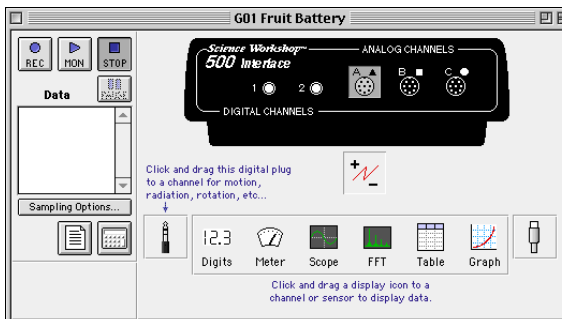 G01 Fruit Battery
REC
MON
STOP
PAUSE
Data
Sampling Options...
Science Workshop™
500 Interface
ANALOG CHANNELS
A
B
C
1
2
DIGITAL CHANNELS
Click and drag this digital plug
to a channel for motion,
radiation, rotation, etc...
12.3
Digits
Meter
Scope
FFT
Table
Graph
Click and drag a display icon to a
channel or sensor to display data.